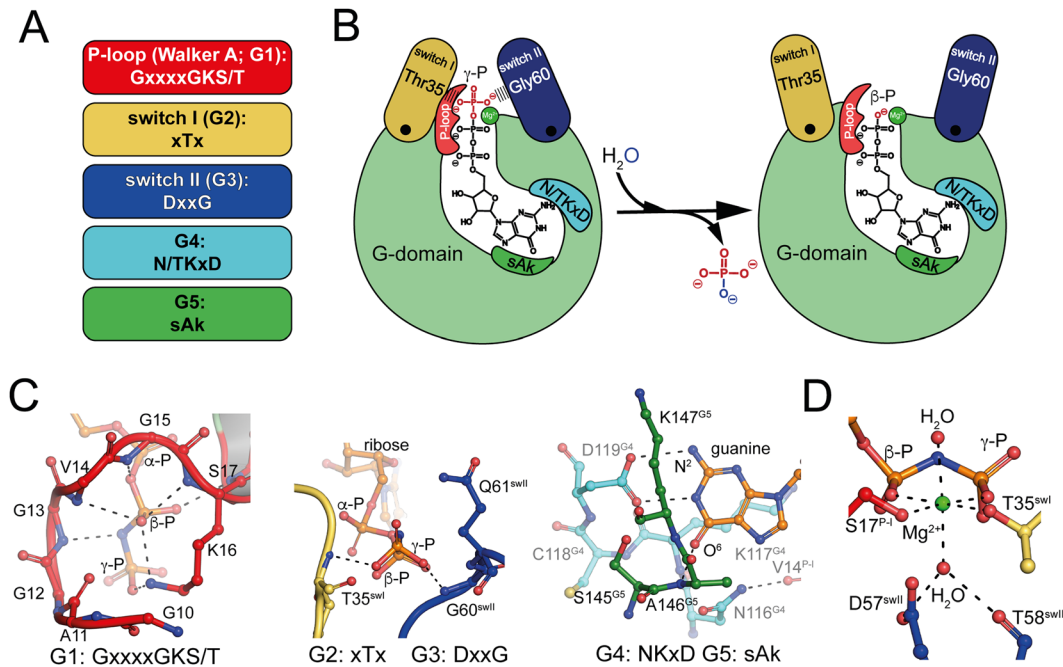 A
P-loop (Walker A; G1):
GxxxxGKS/T
switch I (G2):
xTx
switch II (G3):
DxxG
G4:
N/TKxD
G5:
sAk
B
switch I
Thr35
γ-P
switch II
Gly60
P-loop
Mg²⁺
N/TKxD
sAk
G-domain
H₂O
switch I
Thr35
β-P
switch II
Gly60
P-loop
Mg²⁺
N/TKxD
sAk
G-domain
C
G15
α-P
V14
S17
G13
β-P
K16
γ-P
G12
G10
A11
G1: GxxxxGKS/T
ribose
Q61ˢʷᴵᴵ
α-P
γ-P
β-P
T35ˢʷᴵ
G60ˢʷᴵᴵ
G2: xTx G3: DxxG
K147ᴳ⁵
D119ᴳ⁴
guanine
N²
O⁶
C118ᴳ⁴
K117ᴳ⁴
V14ᴾ⁻ᴵ
S145ᴳ⁵
A146ᴳ⁵
N116ᴳ⁴
G4: NKxD G5: sAk
D
H₂O
β-P
γ-P
S17ᴾ⁻ᴵ
T35ˢʷᴵ
Mg²⁺
D57ˢʷᴵᴵ
H₂O
T58ˢʷᴵᴵ